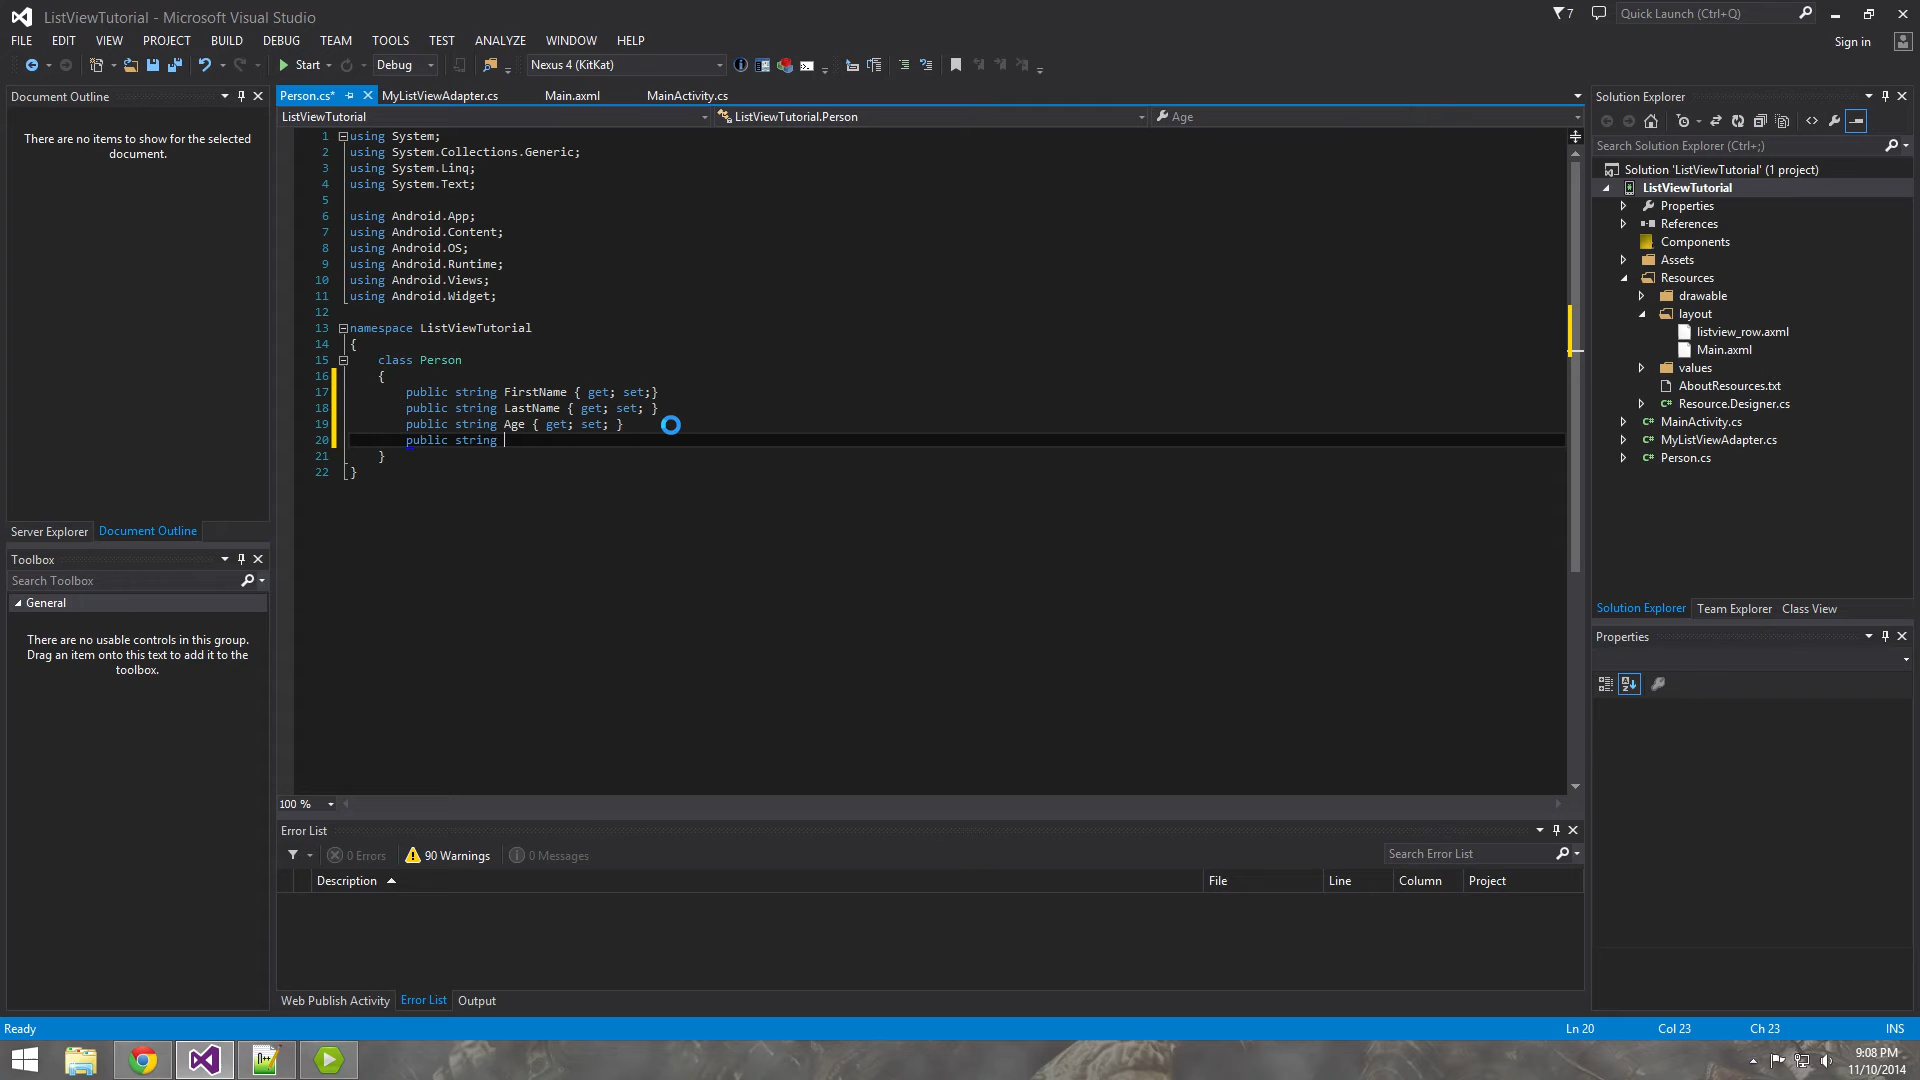 ListViewTutorial - Microsoft Visual Studio
7
Quick Launch (Ctrl+Q)
FILE EDIT VIEW PROJECT BUILD DEBUG TEAM TOOLS TEST ANALYZE WINDOW HELP
Sign in
Start Debug Nexus 4 (KitKat)
Document Outline
There are no items to show for the selected
document.
Server Explorer Document Outline
Toolbox
Search Toolbox
General
There are no usable controls in this group.
Drag an item onto this text to add it to the
toolbox.
Person.cs* MyListViewAdapter.cs Main.axml MainActivity.cs
ListViewTutorial ListViewTutorial.Person Age
1 using System;
2 using System.Collections.Generic;
3 using System.Linq;
4 using System.Text;
5
6 using Android.App;
7 using Android.Content;
8 using Android.OS;
9 using Android.Runtime;
10 using Android.Views;
11 using Android.Widget;
12
13 namespace ListViewTutorial
14 {
15 class Person
16 {
17 public string FirstName { get; set;}
18 public string LastName { get; set; }
19 public string Age { get; set; }
20 public string
21 }
22 }
100 %
Error List
0 Errors 90 Warnings 0 Messages
Search Error List
Description File Line Column Project
Web Publish Activity Error List Output
Solution Explorer
Search Solution Explorer (Ctrl+;)
Solution 'ListViewTutorial' (1 project)
ListViewTutorial
Properties
References
Components
Assets
Resources
drawable
layout
listview_row.axml
Main.axml
values
AboutResources.txt
C# Resource.Designer.cs
C# MainActivity.cs
C# MyListViewAdapter.cs
C# Person.cs
Solution Explorer Team Explorer Class View
Properties
Ready
Ln 20 Col 23 Ch 23 INS
9:08 PM
11/10/2014